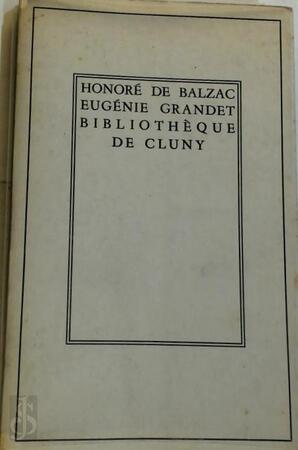 HONORÉ DE BALZAC
EUGÉNIE GRANDET
BIBLIOTHÈQUE
DE CLUNY